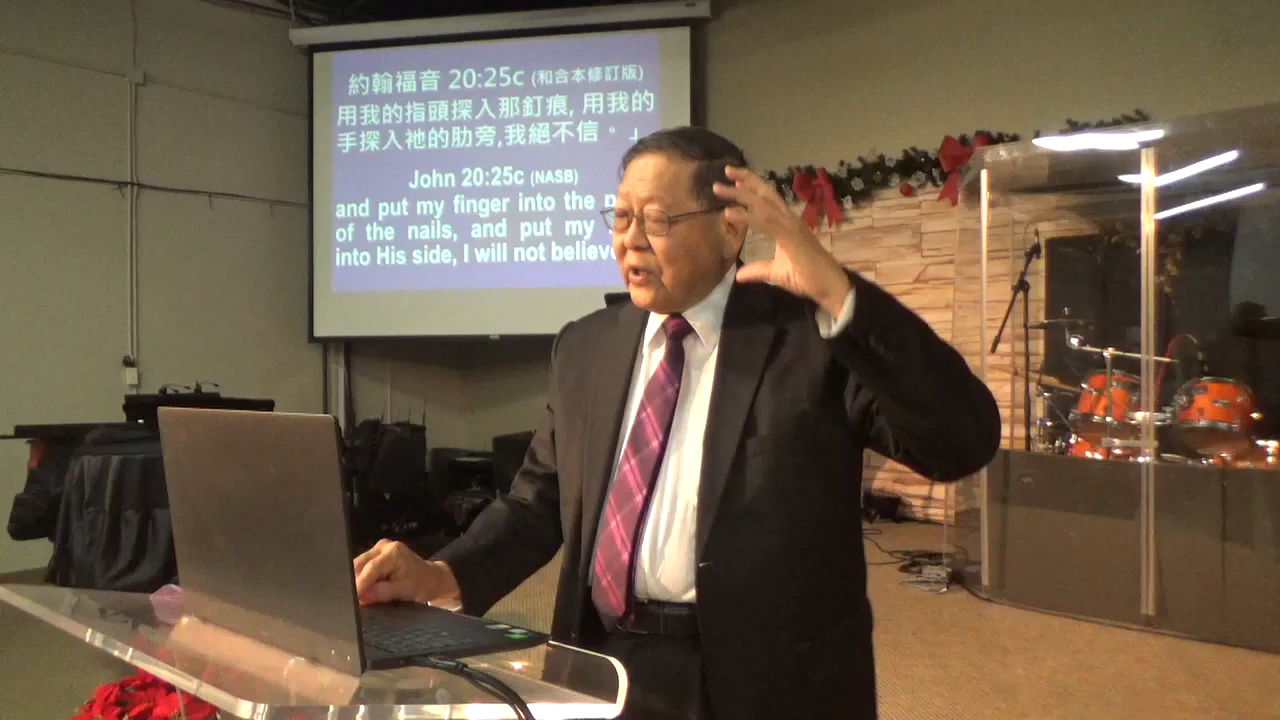 約翰福音 20:25c (和合本修訂版)
用我的指頭探入那釘痕, 用我的
手探入祂的肋旁,我絕不信。」
John 20:25c (NASB)
and put my finger into the
of the nails, and put my
into His side, I will not believe